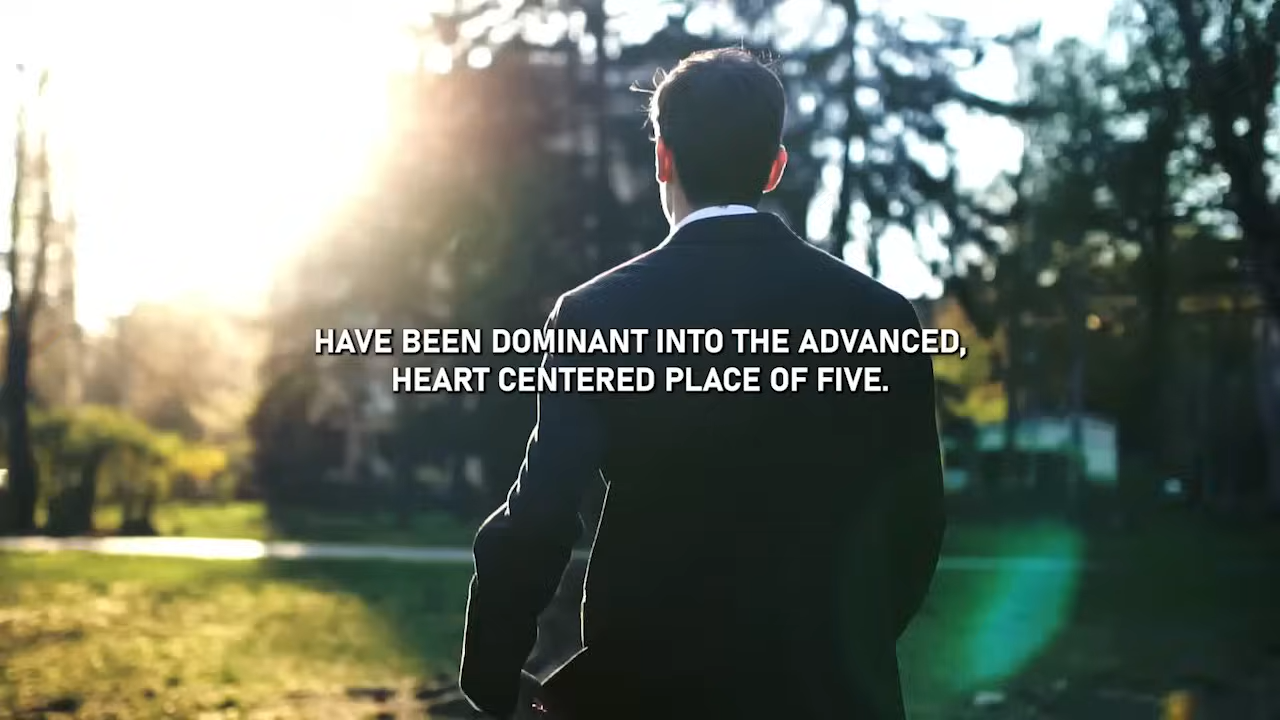 HAVE BEEN DOMINANT INTO THE ADVANCED,
HEART CENTERED PLACE OF FIVE.